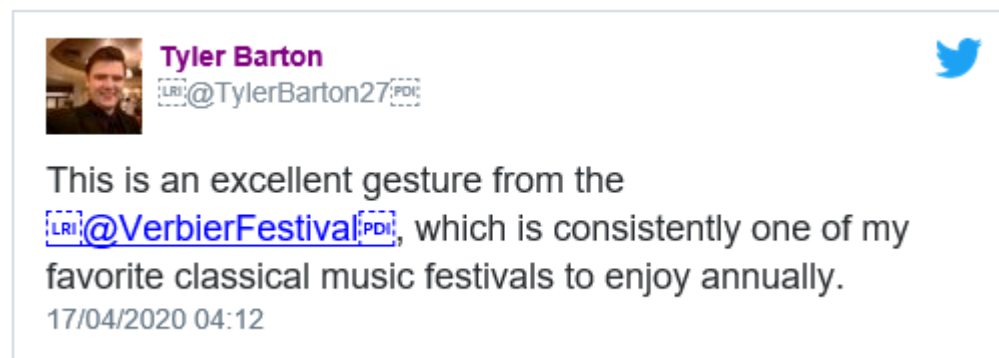 Tyler Barton
@TylerBarton27
This is an excellent gesture from the
@VerbierFestival, which is consistently one of my
favorite classical music festivals to enjoy annually.
17/04/2020 04:12